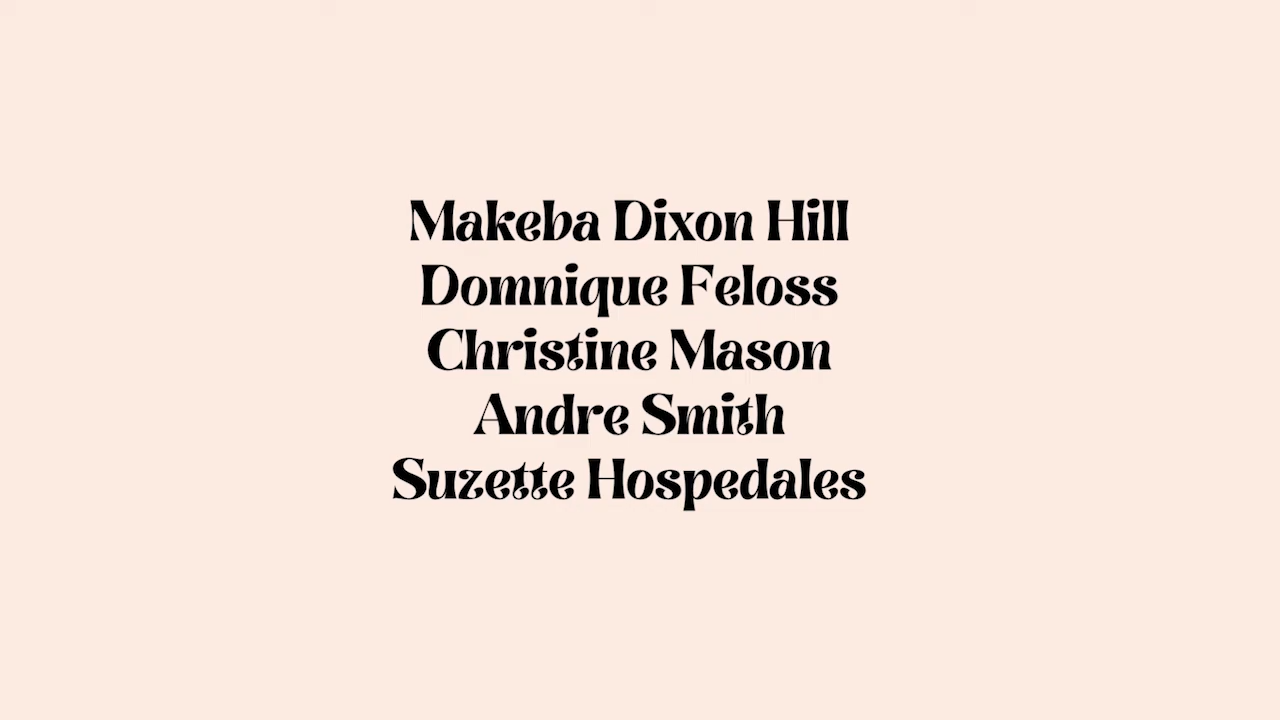 Makeba Dixon Hill
Domnique Feloss
Christine Mason
Andre Smith
Suzette Hospedales